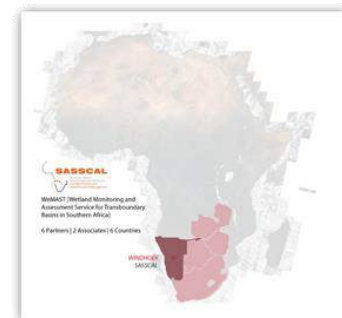 SASSCAL
WeMAST (Wetland Monitoring and
Assessment Service for Transboundary
Basins in Southern Africa)
6 Partners | 2 Associates | 6 Countries
WINDHOEK
SASSCAL